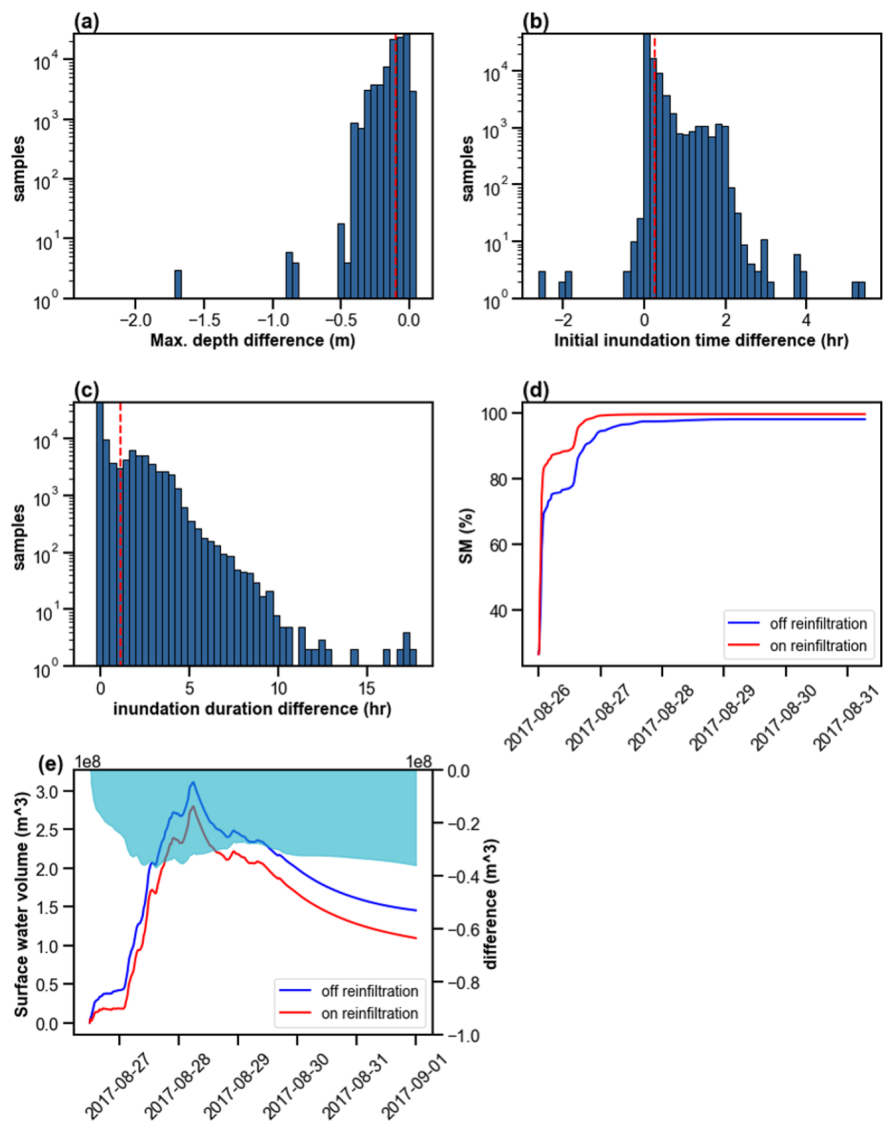 (a)
samples
10^4
10^3
10^2
10^1
10^0
−2.0 −1.5 −1.0 −0.5 0.0
Max. depth difference (m)
(b)
samples
10^4
10^3
10^2
10^1
10^0
−2 0 2 4
Initial inundation time difference (hr)
(c)
samples
10^4
10^3
10^2
10^1
10^0
0 5 10 15
inundation duration difference (hr)
(d)
SM (%)
100
80
60
40
off reinfiltration
on reinfiltration
2017-08-26 2017-08-27 2017-08-28 2017-08-29 2017-08-30 2017-08-31
(e)
1e8
1e8
Surface water volume (m^3)
3.0
2.5
2.0
1.5
1.0
0.5
0.0
0.0
−0.2
−0.4
−0.6
−0.8
−1.0
difference (m^3)
off reinfiltration
on reinfiltration
2017-08-27 2017-08-28 2017-08-29 2017-08-30 2017-08-31 2017-09-01